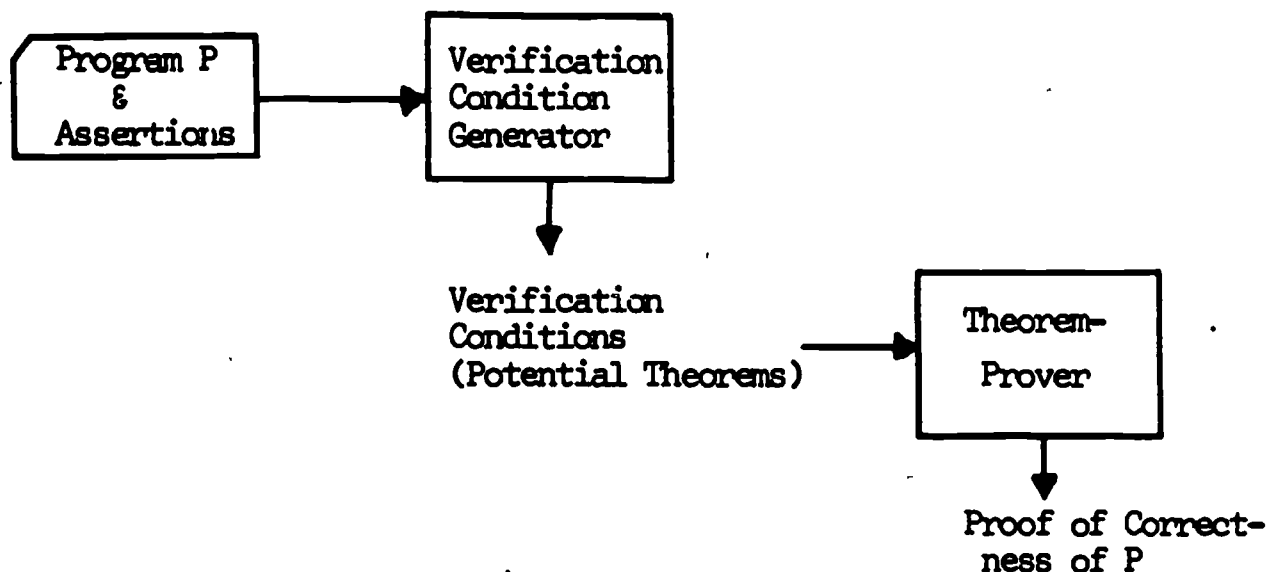 Program P
&
Assertions
Verification
Condition
Generator
Verification
Conditions
(Potential Theorems)
Theorem-
Prover
Proof of Correct-
ness of P